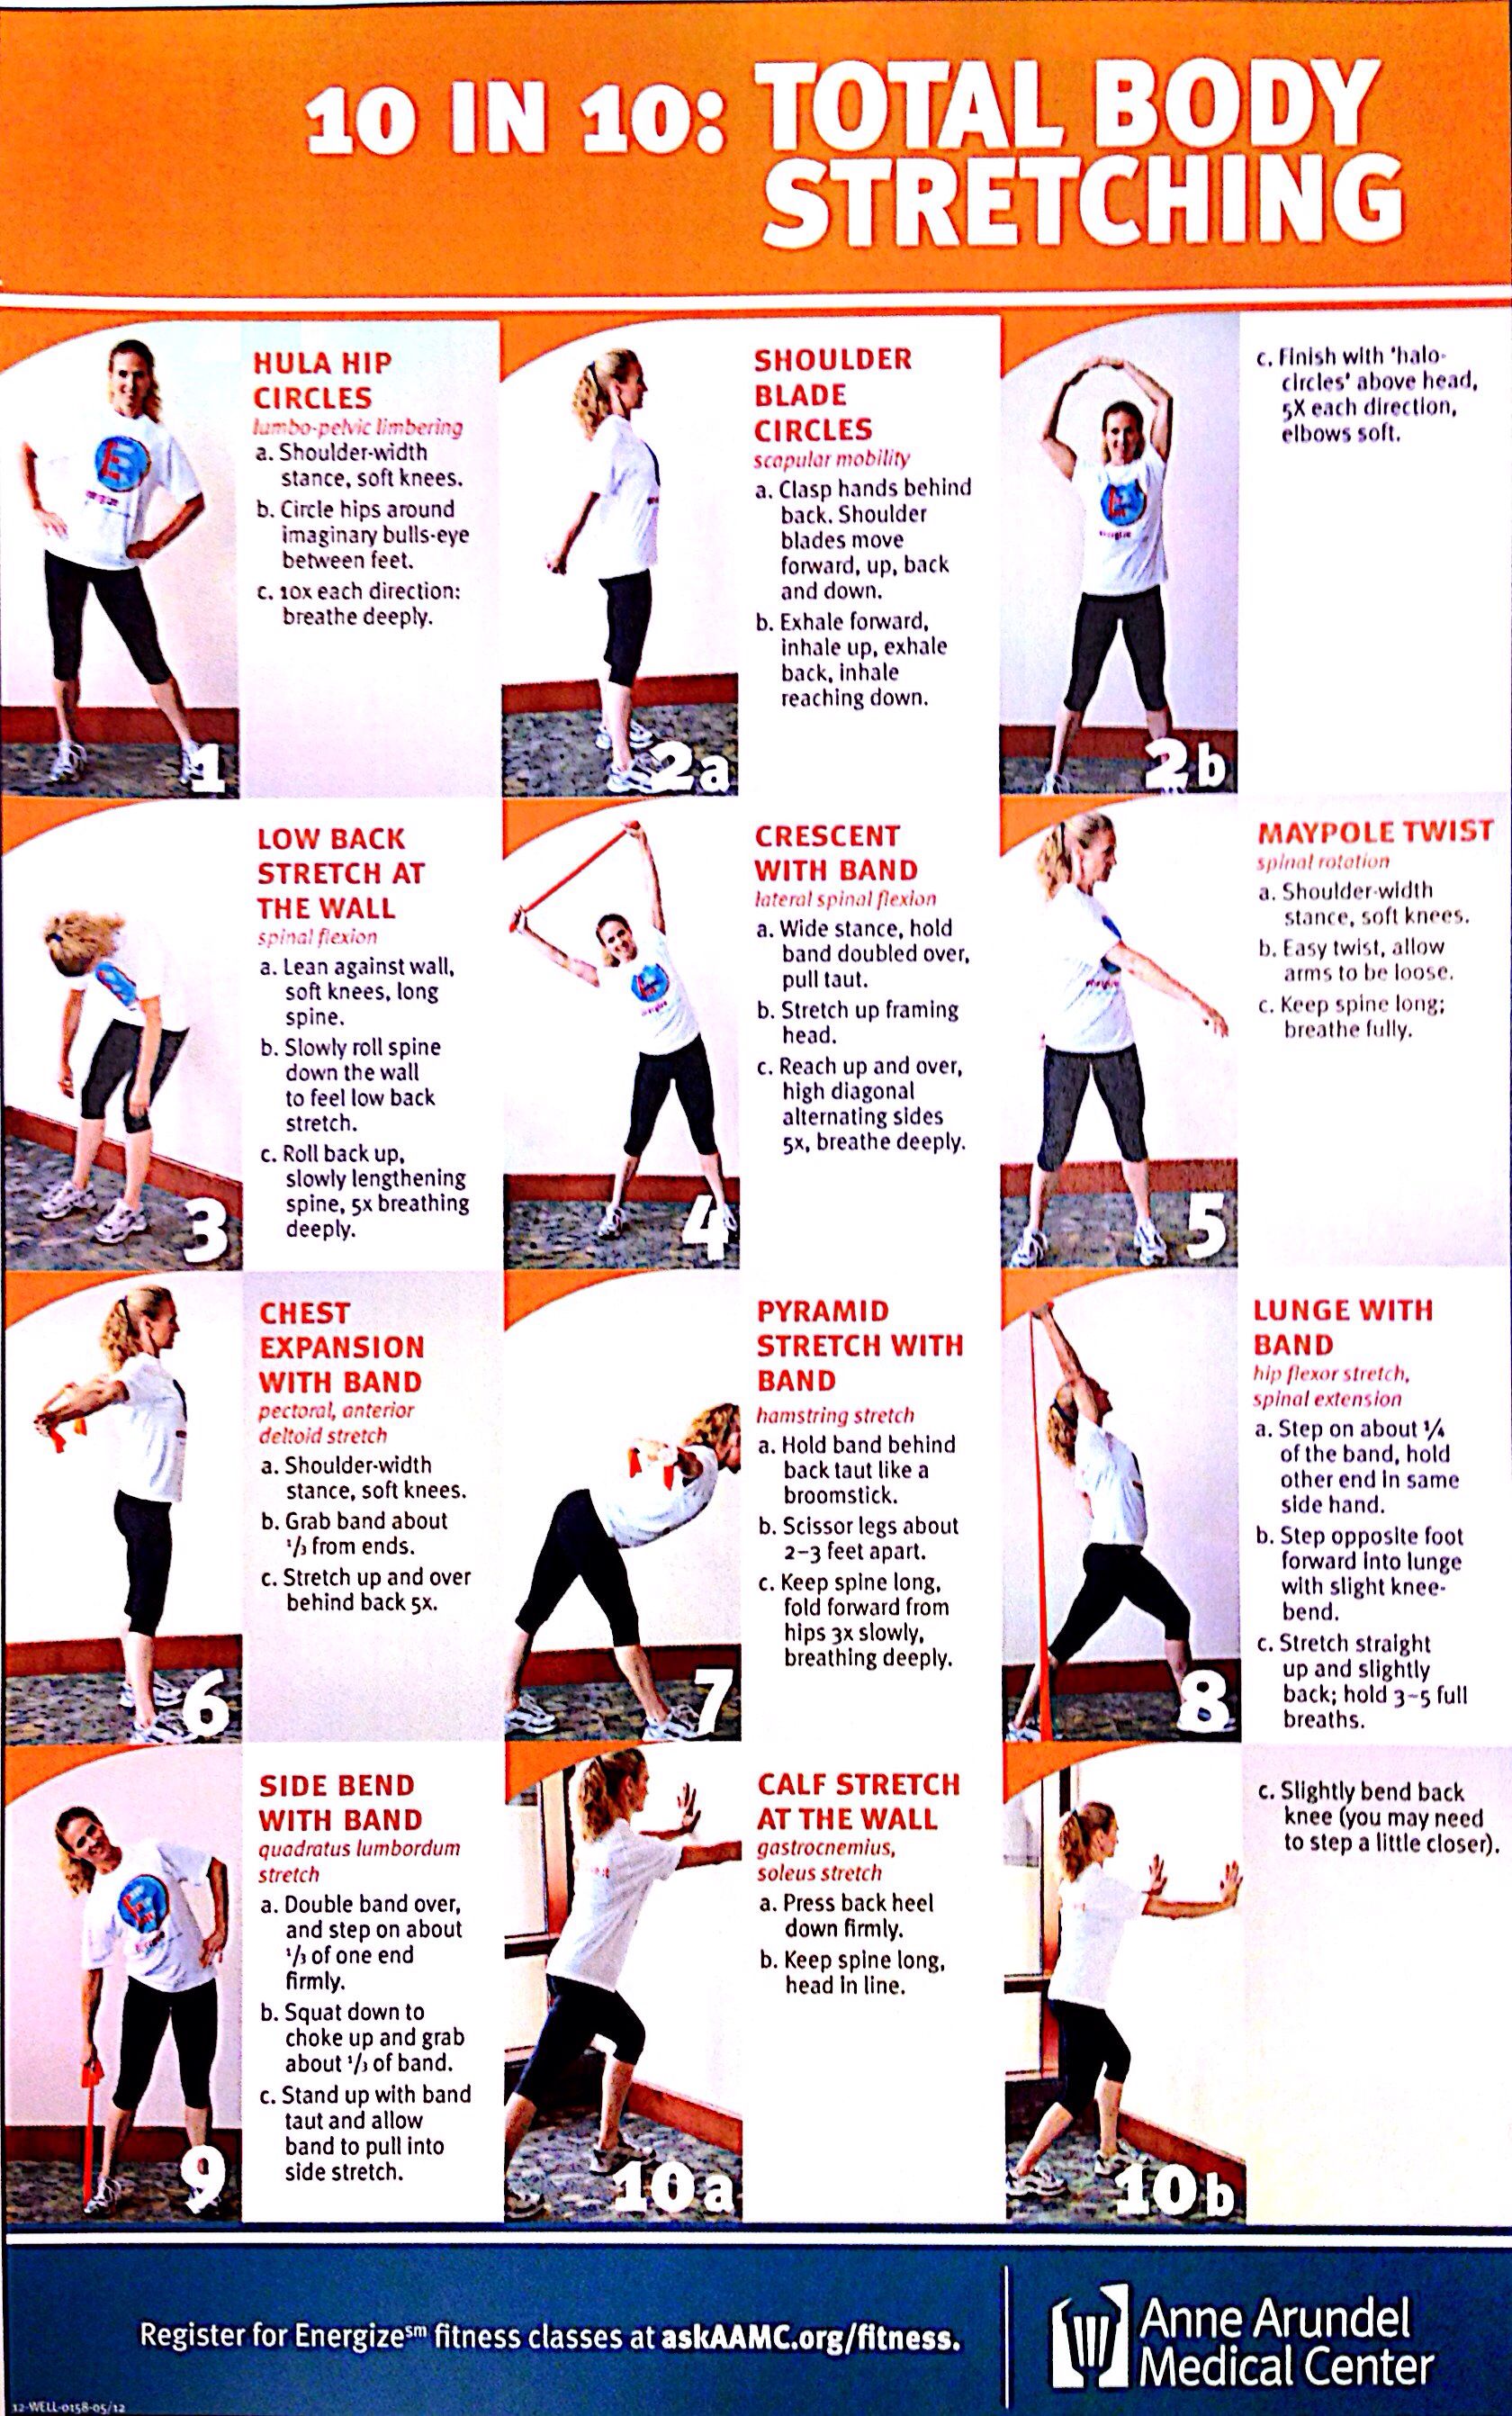 10 IN 10: TOTAL BODY
STRETCHING
HULA HIP
CIRCLES
lumbo-pelvic limbering
a. Shoulder-width
stance, soft knees.
b. Circle hips around
imaginary bulls-eye
between feet.
c. 10x each direction:
breathe deeply.
1
SHOULDER
BLADE
CIRCLES
scapular mobility
a. Clasp hands behind
back. Shoulder
blades move
forward, up, back
and down.
b. Exhale forward,
inhale up, exhale
back, inhale
reaching down.
2a
c. Finish with 'halo-
circles' above head,
5X each direction,
elbows soft.
2b
LOW BACK
STRETCH AT
THE WALL
spinal flexion
a. Lean against wall,
soft knees, long
spine.
b. Slowly roll spine
down the wall
to feel low back
stretch.
c. Roll back up,
slowly lengthening
spine, 5x breathing
deeply.
3
CRESCENT
WITH BAND
lateral spinal flexion
a. Wide stance, hold
band doubled over,
pull taut.
b. Stretch up framing
head.
c. Reach up and over,
high diagonal
alternating sides
5x, breathe deeply.
4
MAYPOLE TWIST
spinal rotation
a. Shoulder-width
stance, soft knees.
b. Easy twist, allow
arms to be loose.
c. Keep spine long;
breathe fully.
5
CHEST
EXPANSION
WITH BAND
pectoral, anterior
deltoid stretch
a. Shoulder-width
stance, soft knees.
b. Grab band about
1/3 from ends.
c. Stretch up and over
behind back 5x.
6
PYRAMID
STRETCH WITH
BAND
hamstring stretch
a. Hold band behind
back taut like a
broomstick.
b. Scissor legs about
2–3 feet apart.
c. Keep spine long,
fold forward from
hips 3x slowly,
breathing deeply.
7
LUNGE WITH
BAND
hip flexor stretch,
spinal extension
a. Step on about 1/4
of the band, hold
other end in same
side hand.
b. Step opposite foot
forward into lunge
with slight knee-
bend.
c. Stretch straight
up and slightly
back; hold 3–5 full
breaths.
8
SIDE BEND
WITH BAND
quadratus lumbordum
stretch
a. Double band over,
and step on about
1/3 of one end
firmly.
b. Squat down to
choke up and grab
about 1/3 of band.
c. Stand up with band
taut and allow
band to pull into
side stretch.
9
CALF STRETCH
AT THE WALL
gastrocnemius,
soleus stretch
a. Press back heel
down firmly.
b. Keep spine long,
head in line.
10a
c. Slightly bend back
knee (you may need
to step a little closer).
10b
Register for Energize℠ fitness classes at askAAMC.org/fitness.
Anne Arundel
Medical Center
12-WELL-0158-05/12